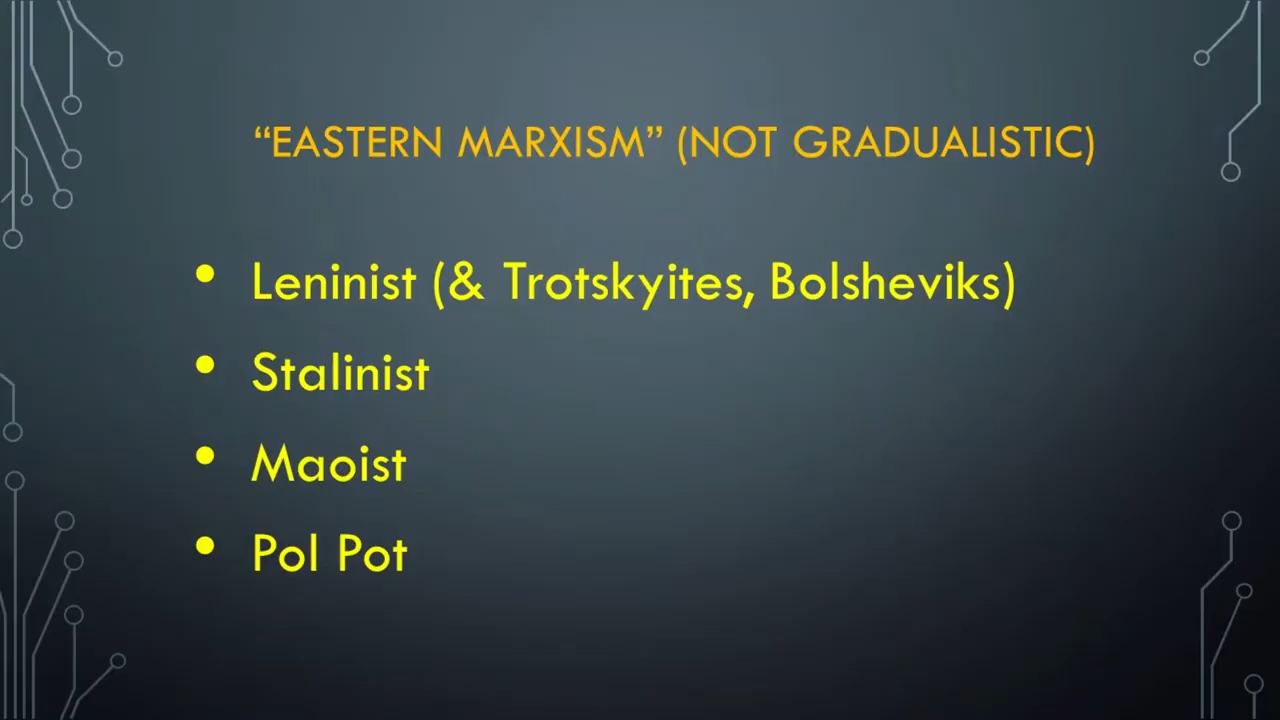 “EASTERN MARXISM” (NOT GRADUALISTIC)
• Leninist (& Trotskyites, Bolsheviks)
• Stalinist
• Maoist
• Pol Pot